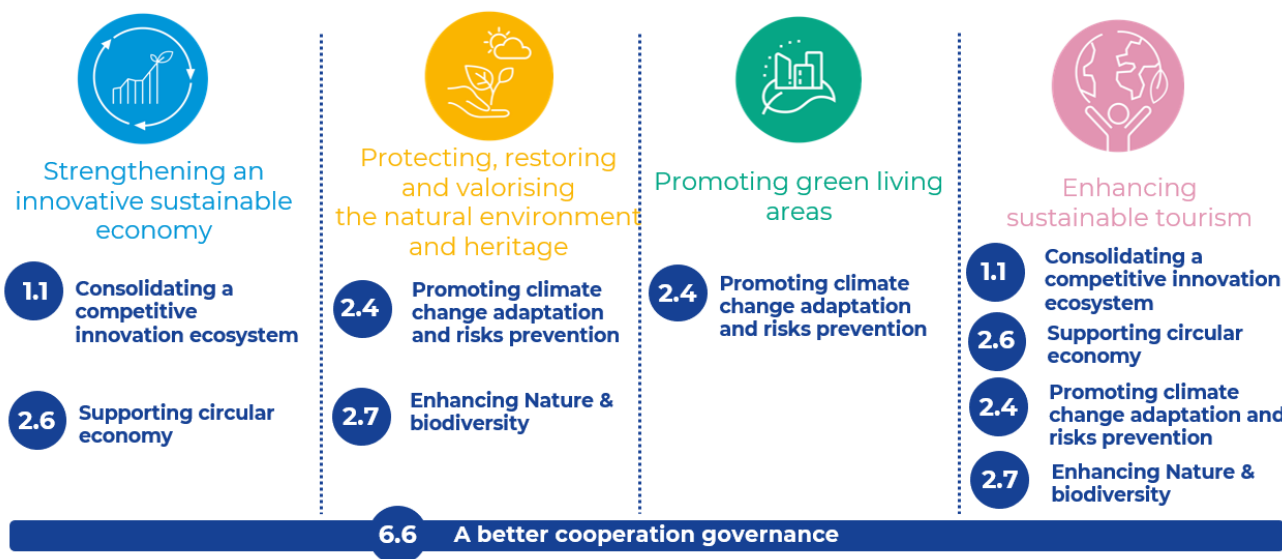 Strengthening an
innovative sustainable
economy
1.1
Consolidating a
competitive
innovation ecosystem
2.6
Supporting circular
economy
Protecting, restoring
and valorising
the natural environment
and heritage
2.4
Promoting climate
change adaptation
and risks prevention
2.7
Enhancing Nature &
biodiversity
Promoting green living
areas
2.4
Promoting climate
change adaptation
and risks prevention
Enhancing
sustainable tourism
1.1
Consolidating a
competitive innovation
ecosystem
2.6
Supporting circular
economy
2.4
Promoting climate
change adaptation and
risks prevention
2.7
Enhancing Nature &
biodiversity
6.6 A better cooperation governance